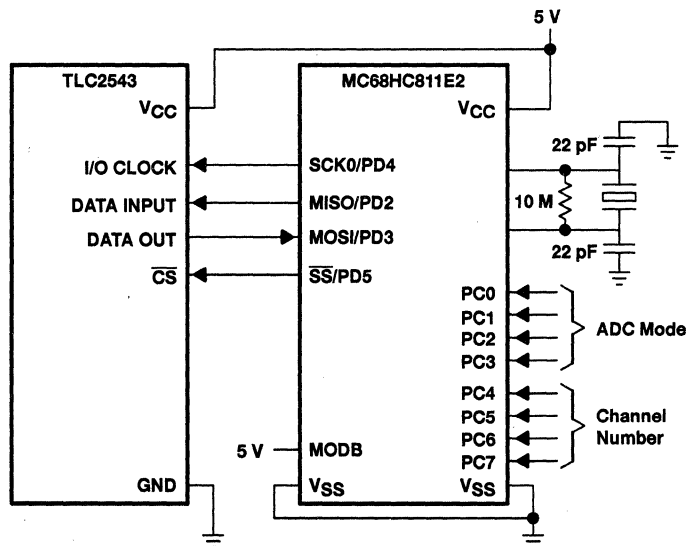 5 V
TLC2543
VCC
I/O CLOCK
DATA INPUT
DATA OUT
CS
GND
MC68HC811E2
VCC
SCK0/PD4
MISO/PD2
MOSI/PD3
SS/PD5
5 V
MODB
VSS
VSS
22 pF
10 M
22 pF
PC0
PC1
PC2
PC3
ADC Mode
PC4
PC5
PC6
PC7
Channel
Number